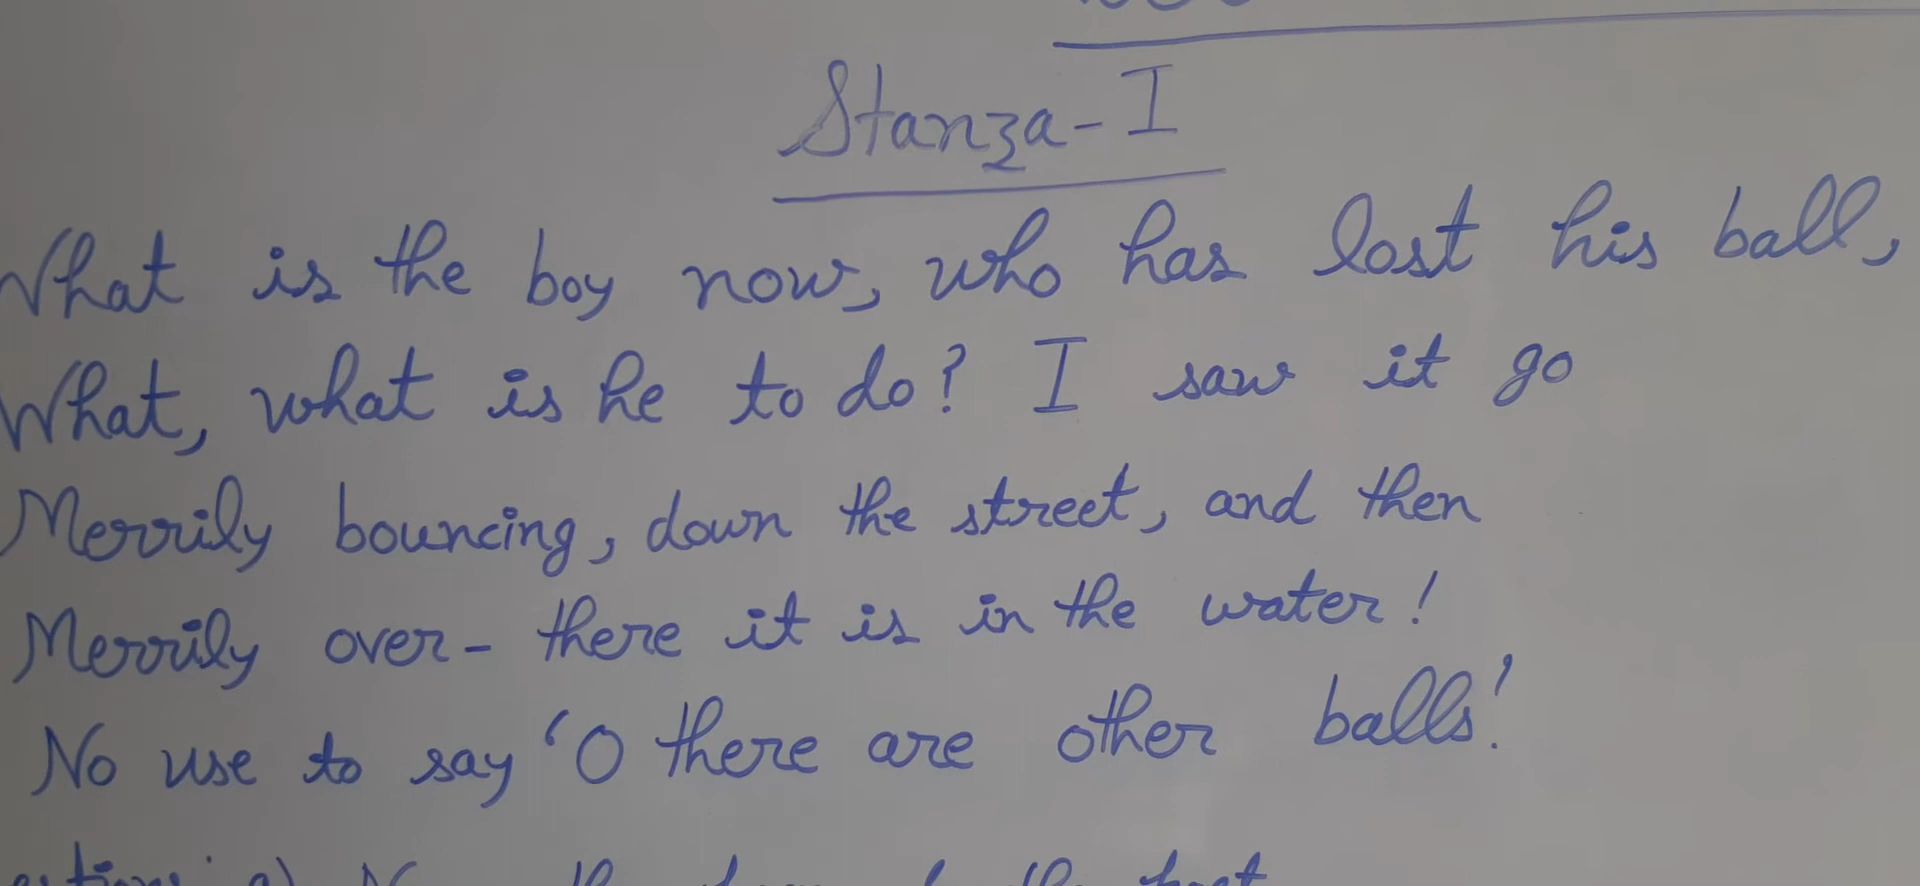 Stanza-I
What is the boy now, who has lost his ball,
What, what is he to do? I saw it go
Merrily bouncing, down the street, and then
Merrily over- there it is in the water!
No use to say ‘O there are other balls!’